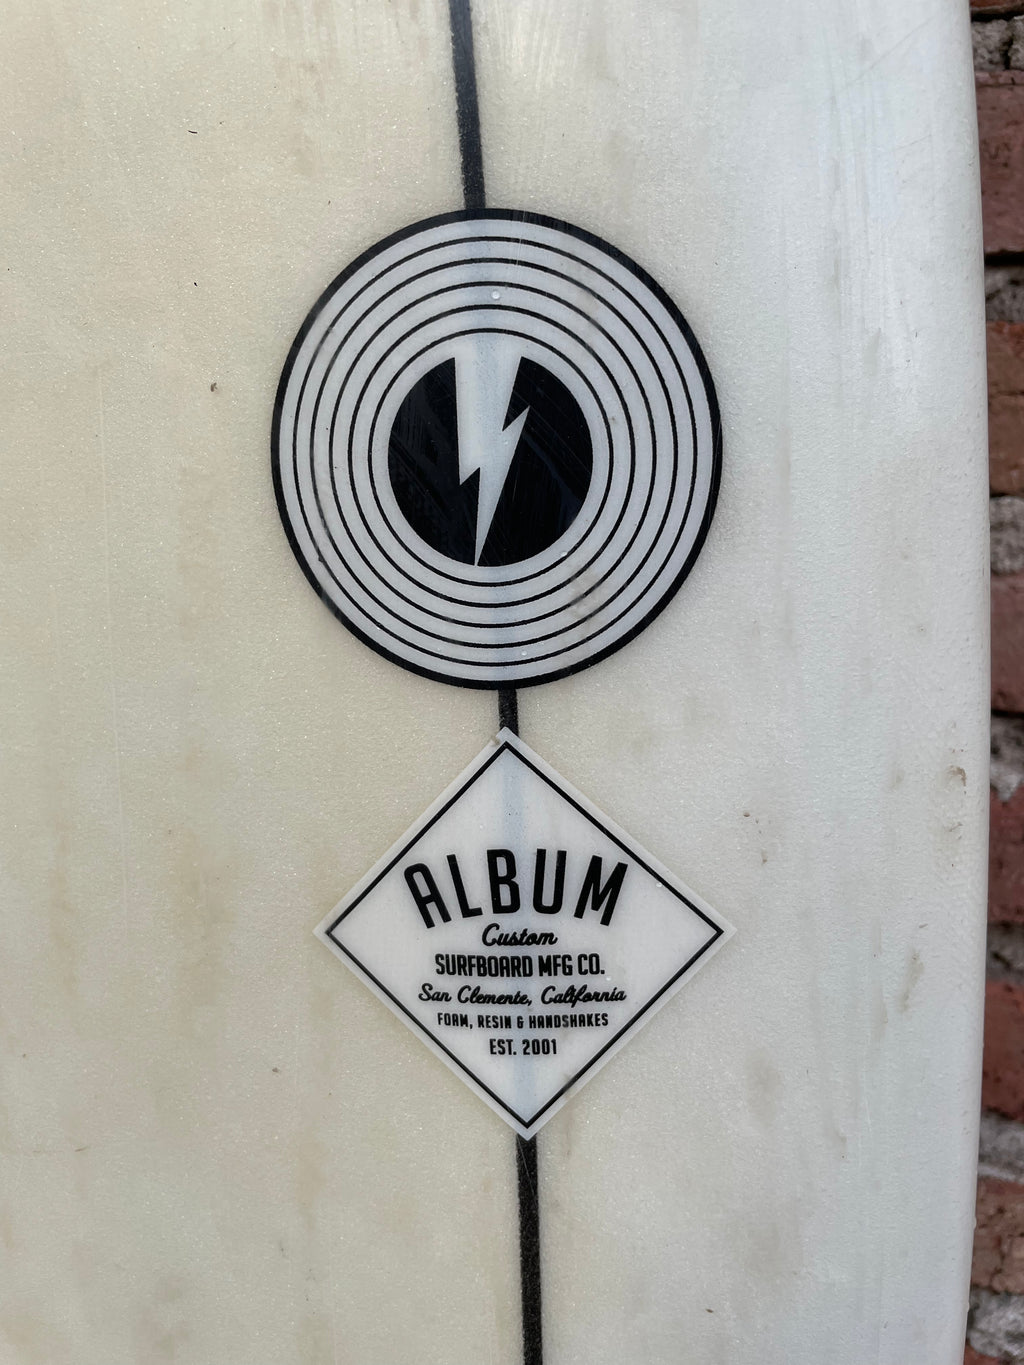 ALBUM
Custom
SURFBOARD MFG CO.
San Clemente, California
FOAM, RESIN & HANDSHAKES
EST. 2001